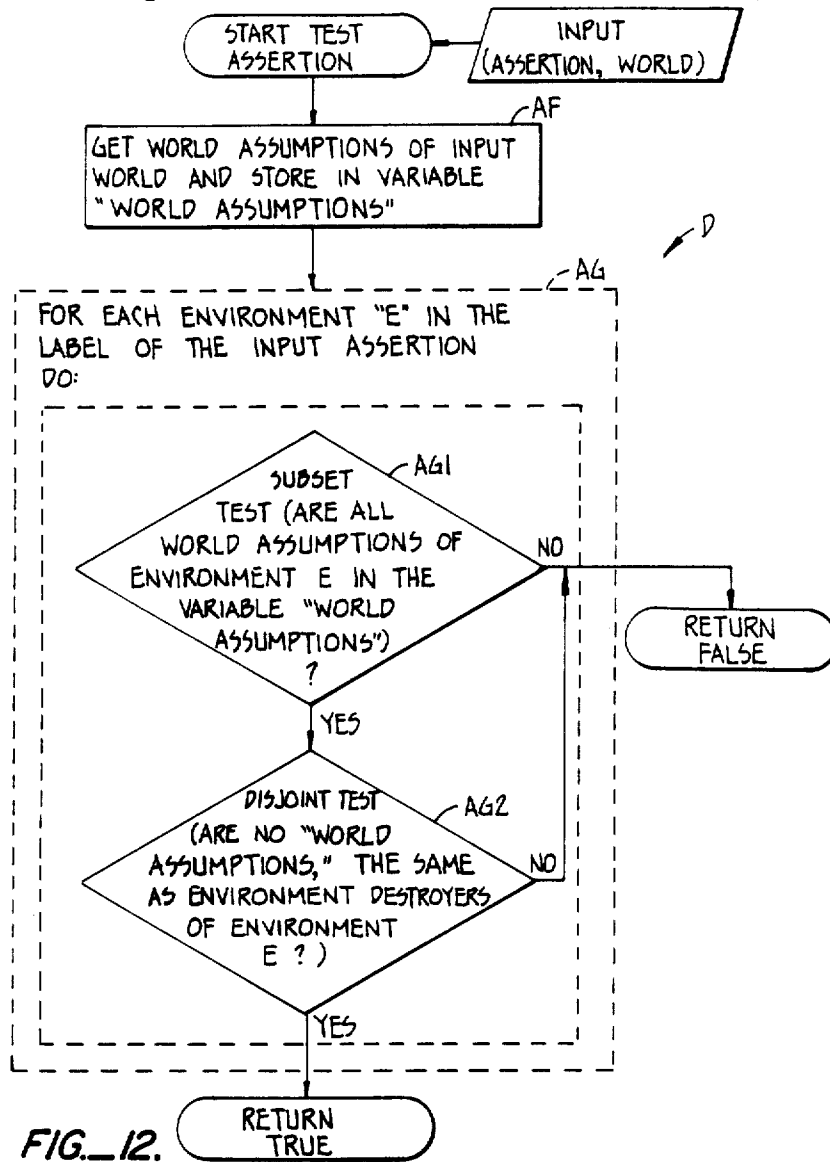 START TEST
ASSERTION
INPUT
(ASSERTION, WORLD)
AF
GET WORLD ASSUMPTIONS OF INPUT
WORLD AND STORE IN VARIABLE
"WORLD ASSUMPTIONS"
D
AG
FOR EACH ENVIRONMENT "E" IN THE
LABEL OF THE INPUT ASSERTION
DO:
AG1
SUBSET
TEST (ARE ALL
WORLD ASSUMPTIONS OF
ENVIRONMENT E IN THE
VARIABLE "WORLD
ASSUMPTIONS")
?
NO
RETURN
FALSE
YES
AG2
DISJOINT TEST
(ARE NO "WORLD
ASSUMPTIONS," THE SAME
AS ENVIRONMENT DESTROYERS
OF ENVIRONMENT
E ? )
NO
YES
RETURN
TRUE
FIG._12.